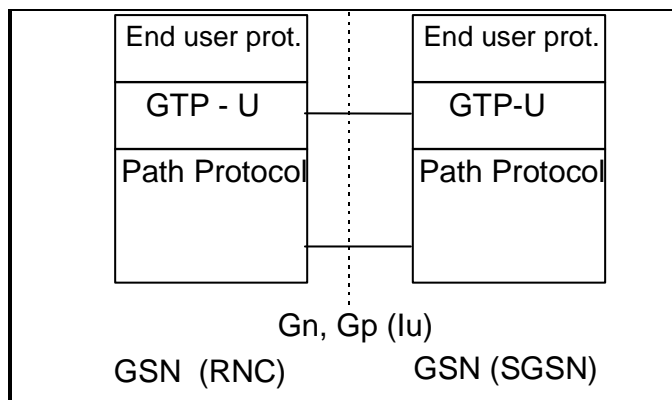 End user prot.
End user prot.
GTP - U
GTP-U
Path Protocol
Path Protocol
Gn, Gp (Iu)
GSN (RNC)
GSN (SGSN)